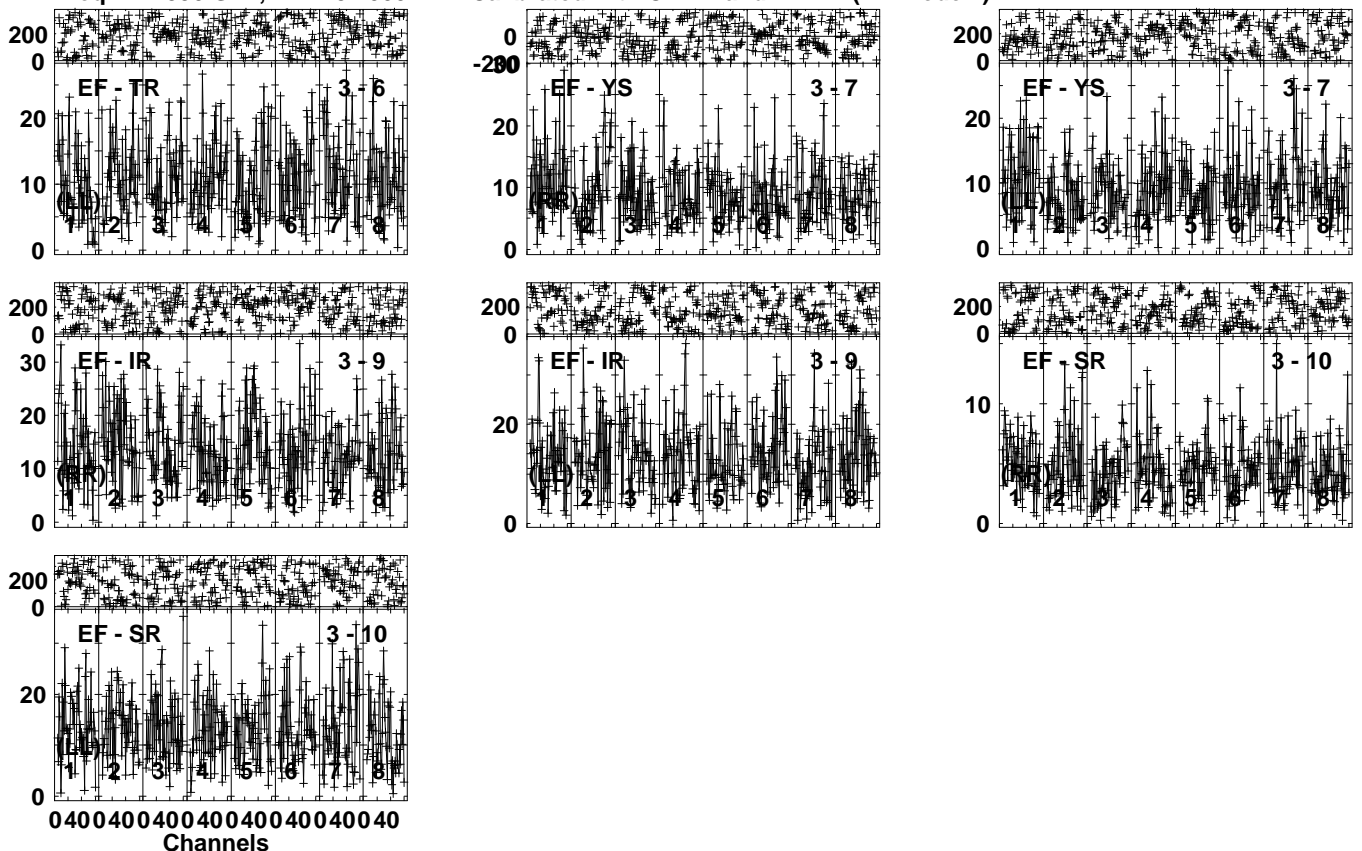 200 0 -200 200
0 0
EF - TR 3 - 6 EF - YS 3 - 7 EF - YS 3 - 7
30
20 20 20
10 10 10
(LL) (RR) (LL)
1 2 3 4 5 6 7 8 1 2 3 4 5 6 7 8 1 2 3 4 5 6 7 8
0 0 0
200 200 200
0 0 0
EF - IR 3 - 9 EF - IR 3 - 9 EF - SR 3 - 10
30
20 20
10 10
(RR) (LL) (RR)
1 2 3 4 5 6 7 8 1 2 3 4 5 6 7 8 1 2 3 4 5 6 7 8
0 0 0
200
0
EF - SR 3 - 10
20
(LL)
1 2 3 4 5 6 7 8
0
0 40 0 40 0 40 0 40 0 40 0 40 0 40 0 40
Channels